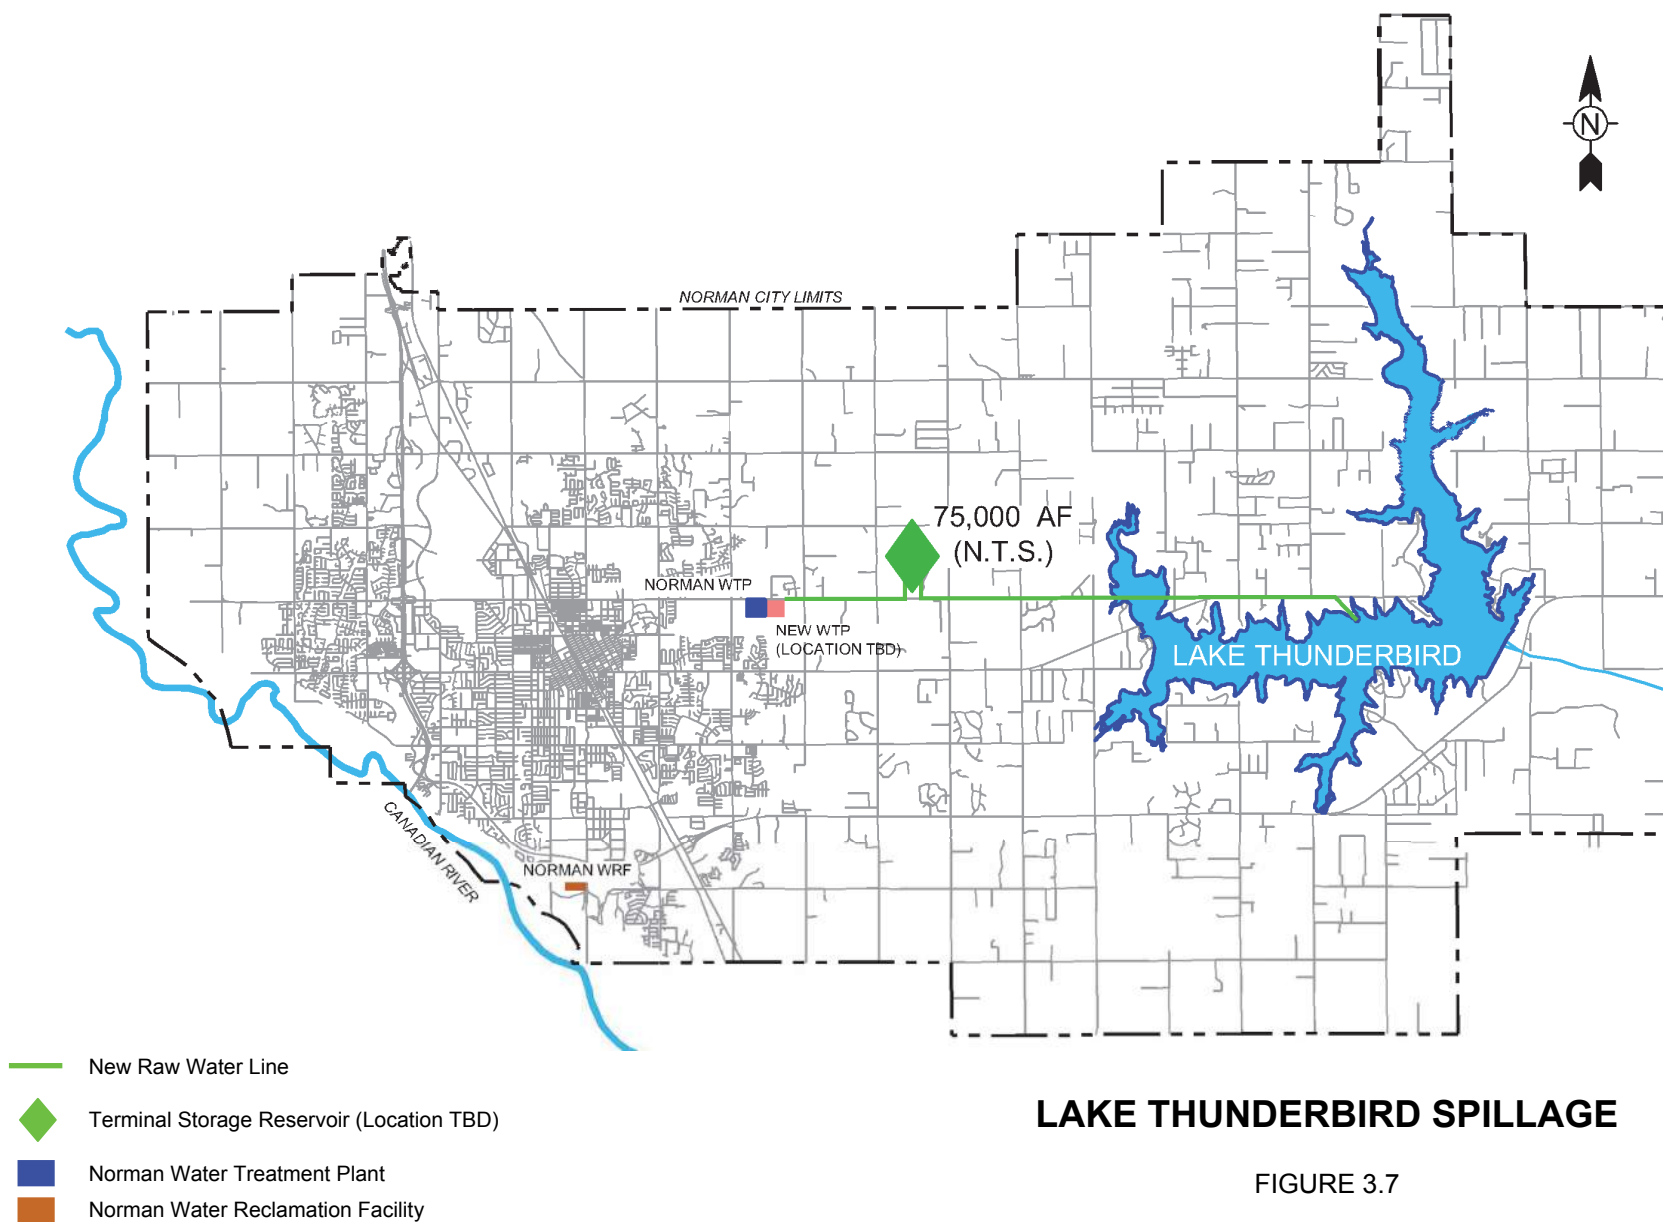 N
NORMAN CITY LIMITS
75,000 AF
(N.T.S.)
NORMAN WTP
NEW WTP
(LOCATION TBD)
LAKE THUNDERBIRD
CANADIAN RIVER
NORMAN WRF
New Raw Water Line
Terminal Storage Reservoir (Location TBD)
Norman Water Treatment Plant
Norman Water Reclamation Facility
LAKE THUNDERBIRD SPILLAGE
FIGURE 3.7